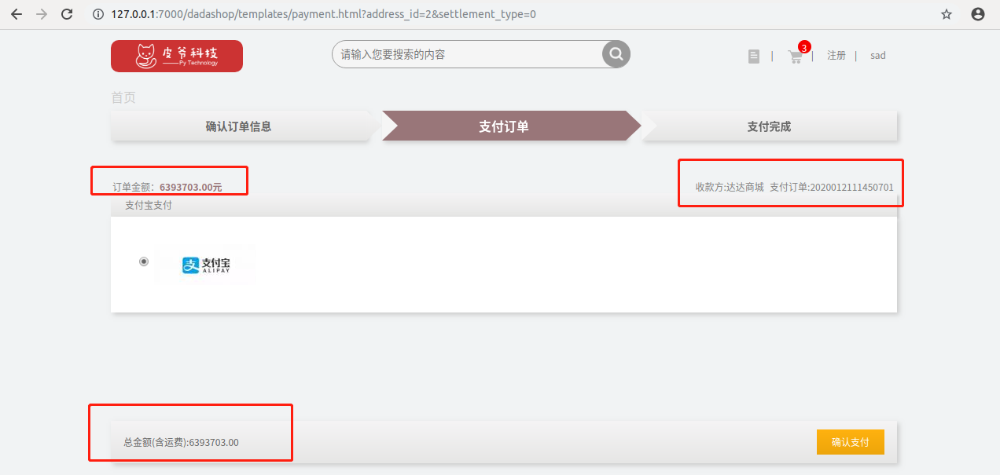 127.0.0.1:7000/dadashop/templates/payment.html?address_id=2&settlement_type=0
皮爷科技
Py Technology
请输入您要搜索的内容
3
注册
sad
首页
确认订单信息
支付订单
支付完成
订单金额：6393703.00元
收款方:达达商城 支付订单:2020012111450701
支付宝支付
支付宝
ALIPAY
总金额(含运费):6393703.00
确认支付